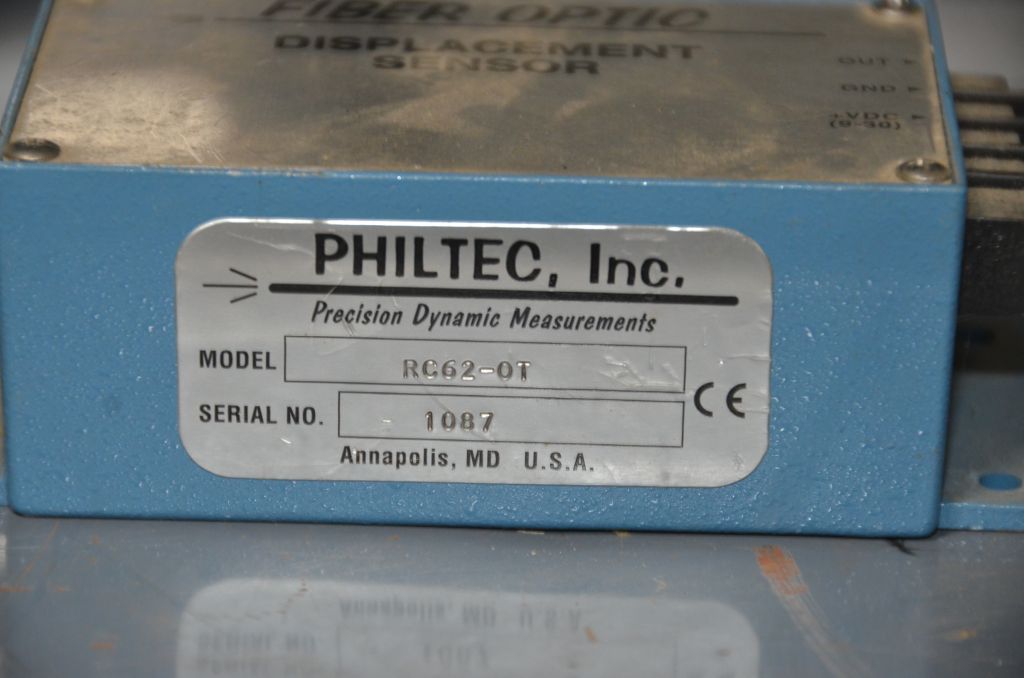 FIBER OPTIC
DISPLACEMENT
SENSOR
OUT
GND
+VDC
(9-30)
PHILTEC, Inc.
Precision Dynamic Measurements
MODEL RC62-OT
SERIAL NO. 1087
CE
Annapolis, MD U.S.A.